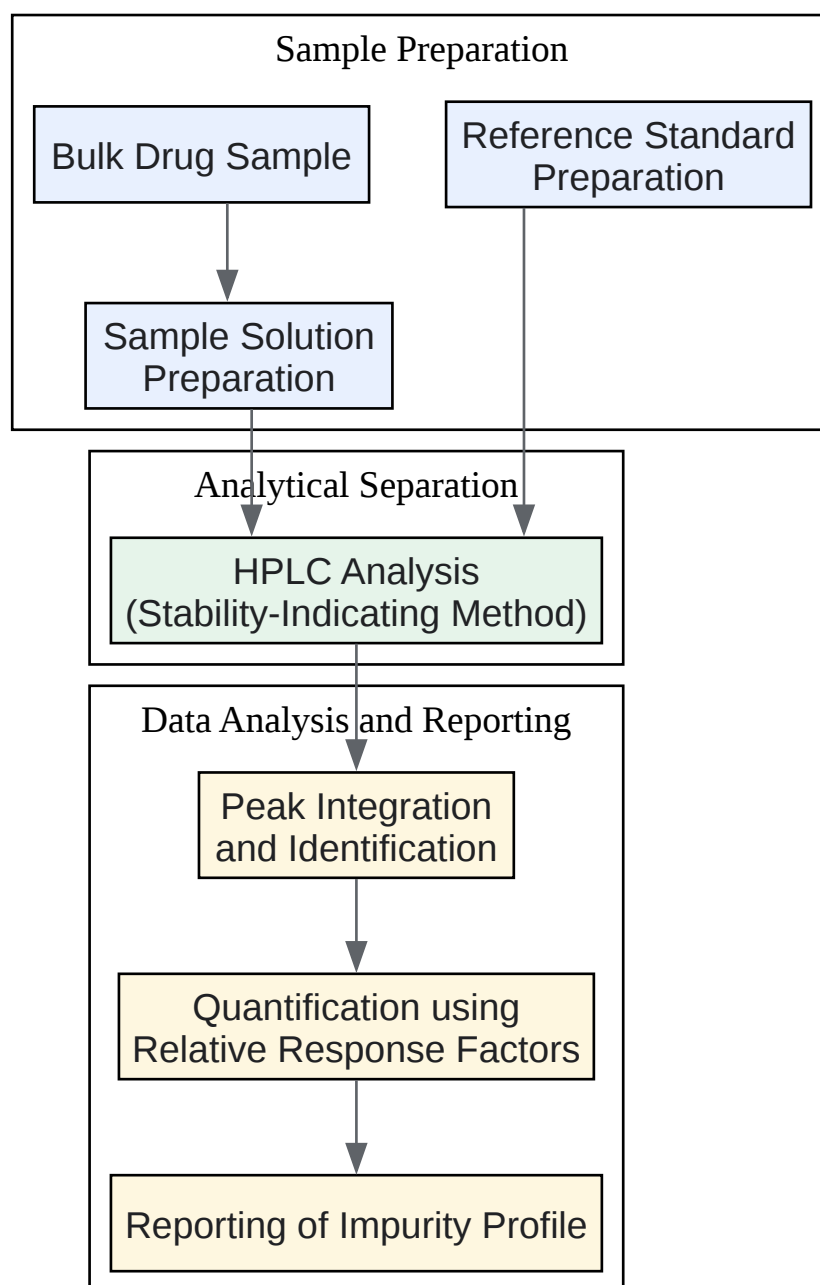 Sample Preparation
Bulk Drug Sample
Reference Standard
Preparation
Sample Solution
Preparation
Analytical Separation
HPLC Analysis
(Stability-Indicating Method)
Data Analysis and Reporting
Peak Integration
and Identification
Quantification using
Relative Response Factors
Reporting of Impurity Profile